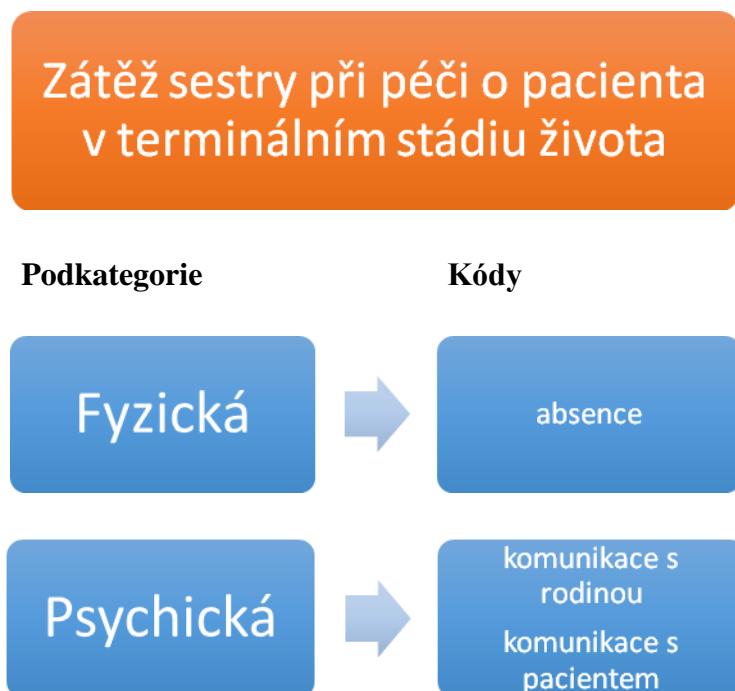 Zátěž sestry při péči o pacienta
v terminálním stádiu života
Podkategorie Kódy
Fyzická
absence
Psychická
komunikace s
rodinou
komunikace s
pacientem